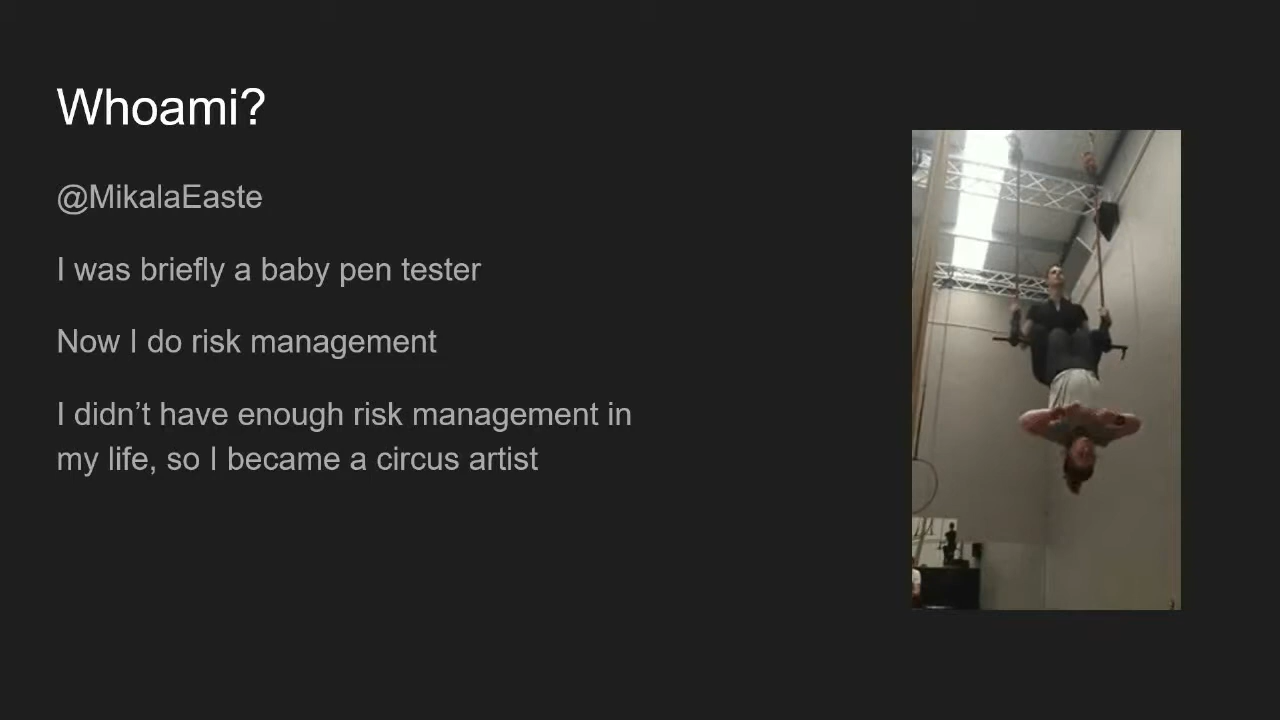 Whoami?
@MikalaEaste
I was briefly a baby pen tester
Now I do risk management
I didn’t have enough risk management in
my life, so I became a circus artist